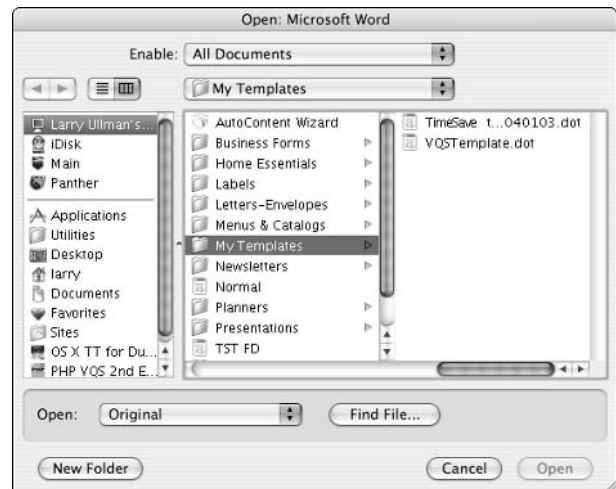 Open: Microsoft Word
Enable: All Documents
My Templates
Larry Ullman's...
iDisk
Main
Panther
Applications
Utilities
Desktop
larry
Documents
Favorites
Sites
OS X TT for Du...
PHP VQS 2nd E...
AutoContent Wizard
Business Forms
Home Essentials
Labels
Letters-Envelopes
Menus & Catalogs
My Templates
Newsletters
Normal
Planners
Presentations
TST FD
TimeSave t...040103.dot
VQSTemplate.dot
Open: Original
Find File...
New Folder
Cancel
Open